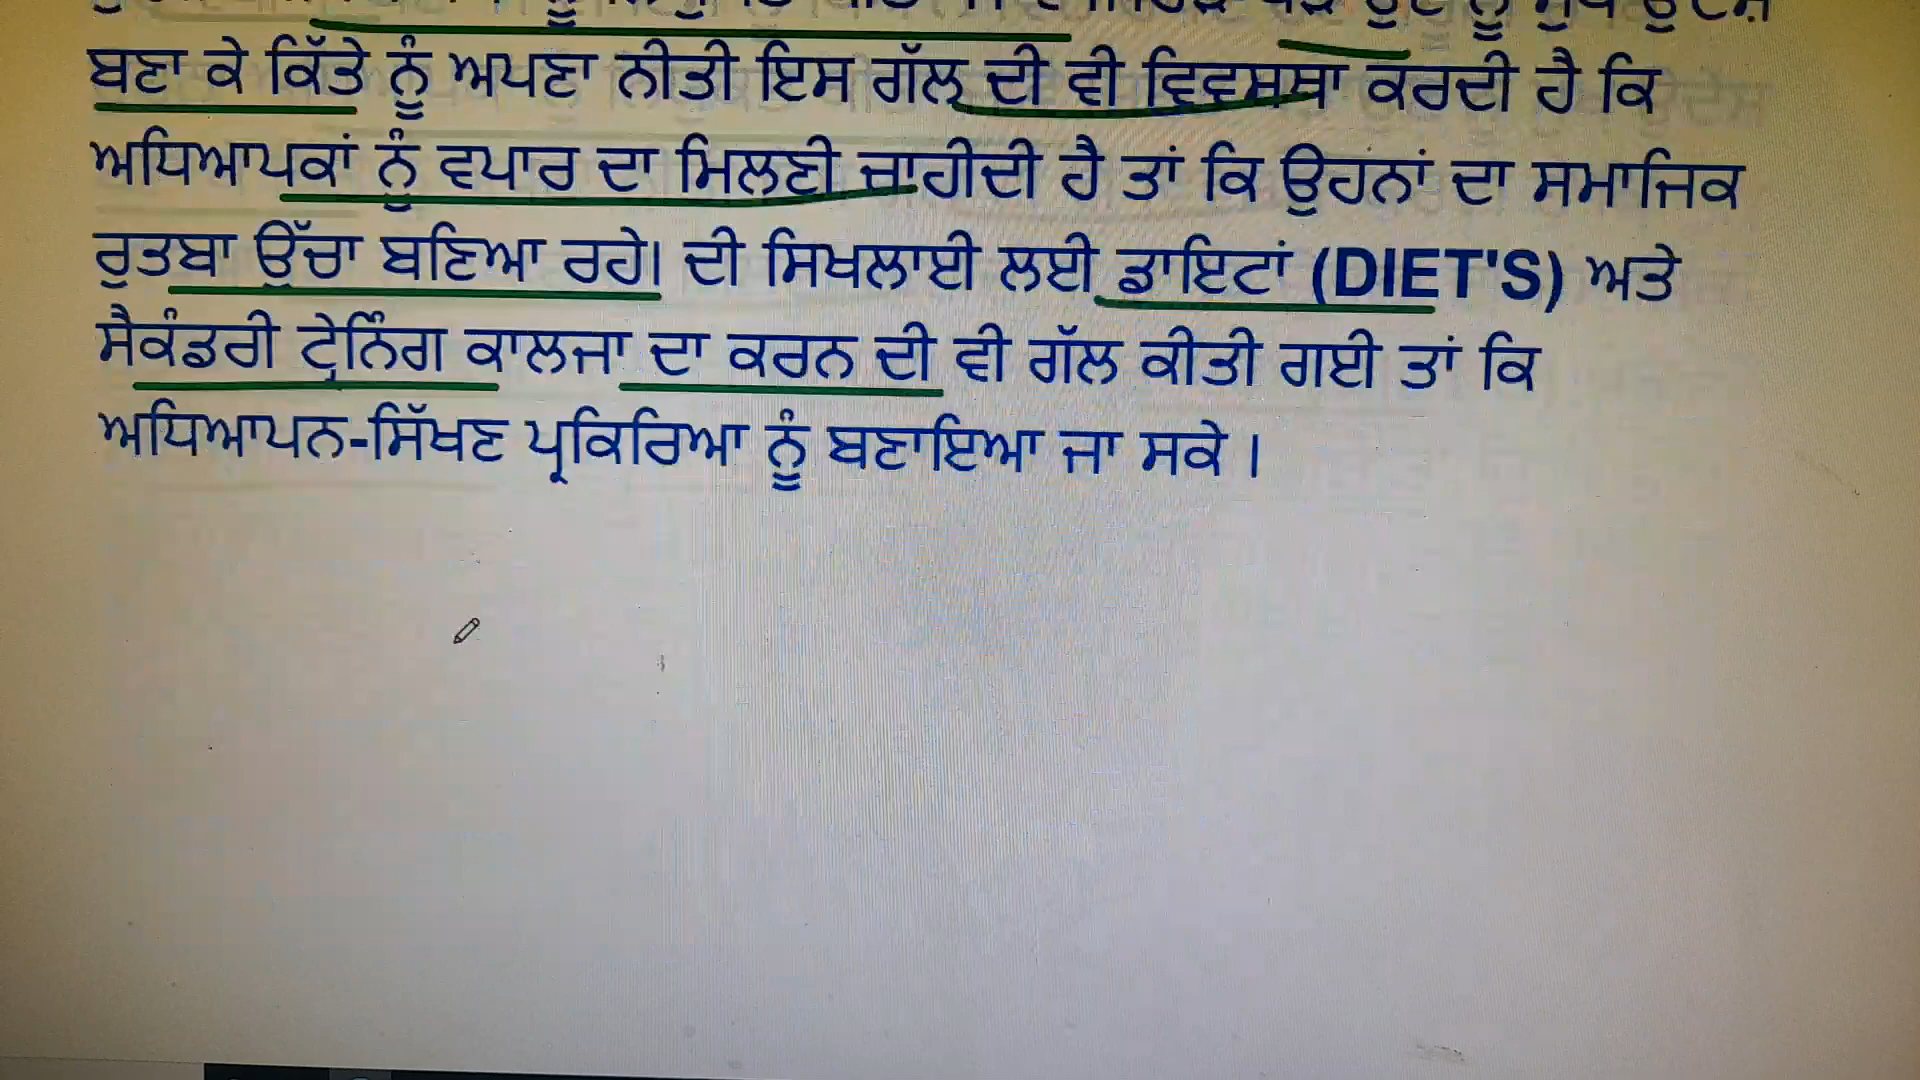 ਬਣਾ ਕੇ ਕਿੱਤੇ ਨੂੰ ਅਪਣਾ ਨੀਤੀ ਇਸ ਗੱਲ ਦੀ ਵੀ ਵਿਵਸਥਾ ਕਰਦੀ ਹੈ ਕਿ
ਅਧਿਆਪਕਾਂ ਨੂੰ ਵਪਾਰ ਦਾ ਮਿਲਣੀ ਚਾਹੀਦੀ ਹੈ ਤਾਂ ਕਿ ਉਹਨਾਂ ਦਾ ਸਮਾਜਿਕ
ਰੁਤਬਾ ਉੱਚਾ ਬਣਿਆ ਰਹੇ। ਦੀ ਸਿਖਲਾਈ ਲਈ ਡਾਇਟਾਂ (DIET'S) ਅਤੇ
ਸੈਕੰਡਰੀ ਟ੍ਰੇਨਿੰਗ ਕਾਲਜਾ ਦਾ ਕਰਨ ਦੀ ਵੀ ਗੱਲ ਕੀਤੀ ਗਈ ਤਾਂ ਕਿ
ਅਧਿਆਪਨ-ਸਿੱਖਣ ਪ੍ਰਕਿਰਿਆ ਨੂੰ ਬਣਾਇਆ ਜਾ ਸਕੇ ।